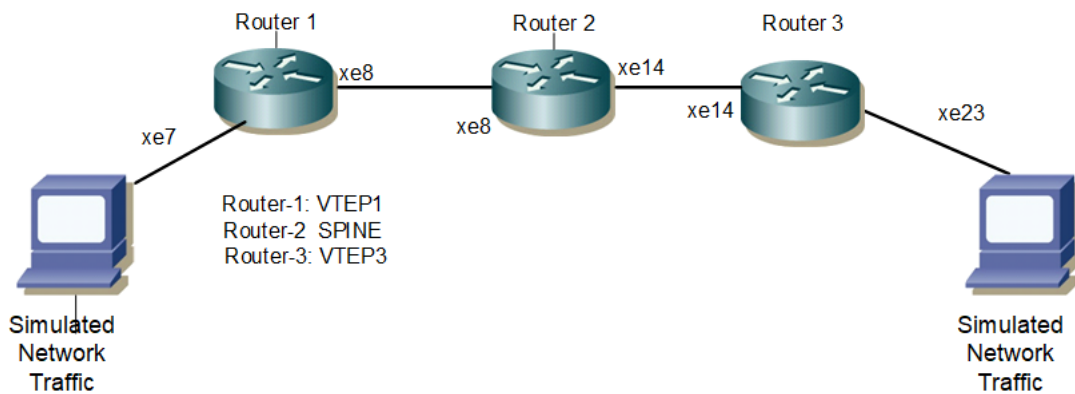 Router 1
Router 2
Router 3
xe8
xe14
xe7
xe8
xe14
xe23
Router-1: VTEP1
Router-2 SPINE
Router-3: VTEP3
Simulated
Network
Traffic
Simulated
Network
Traffic